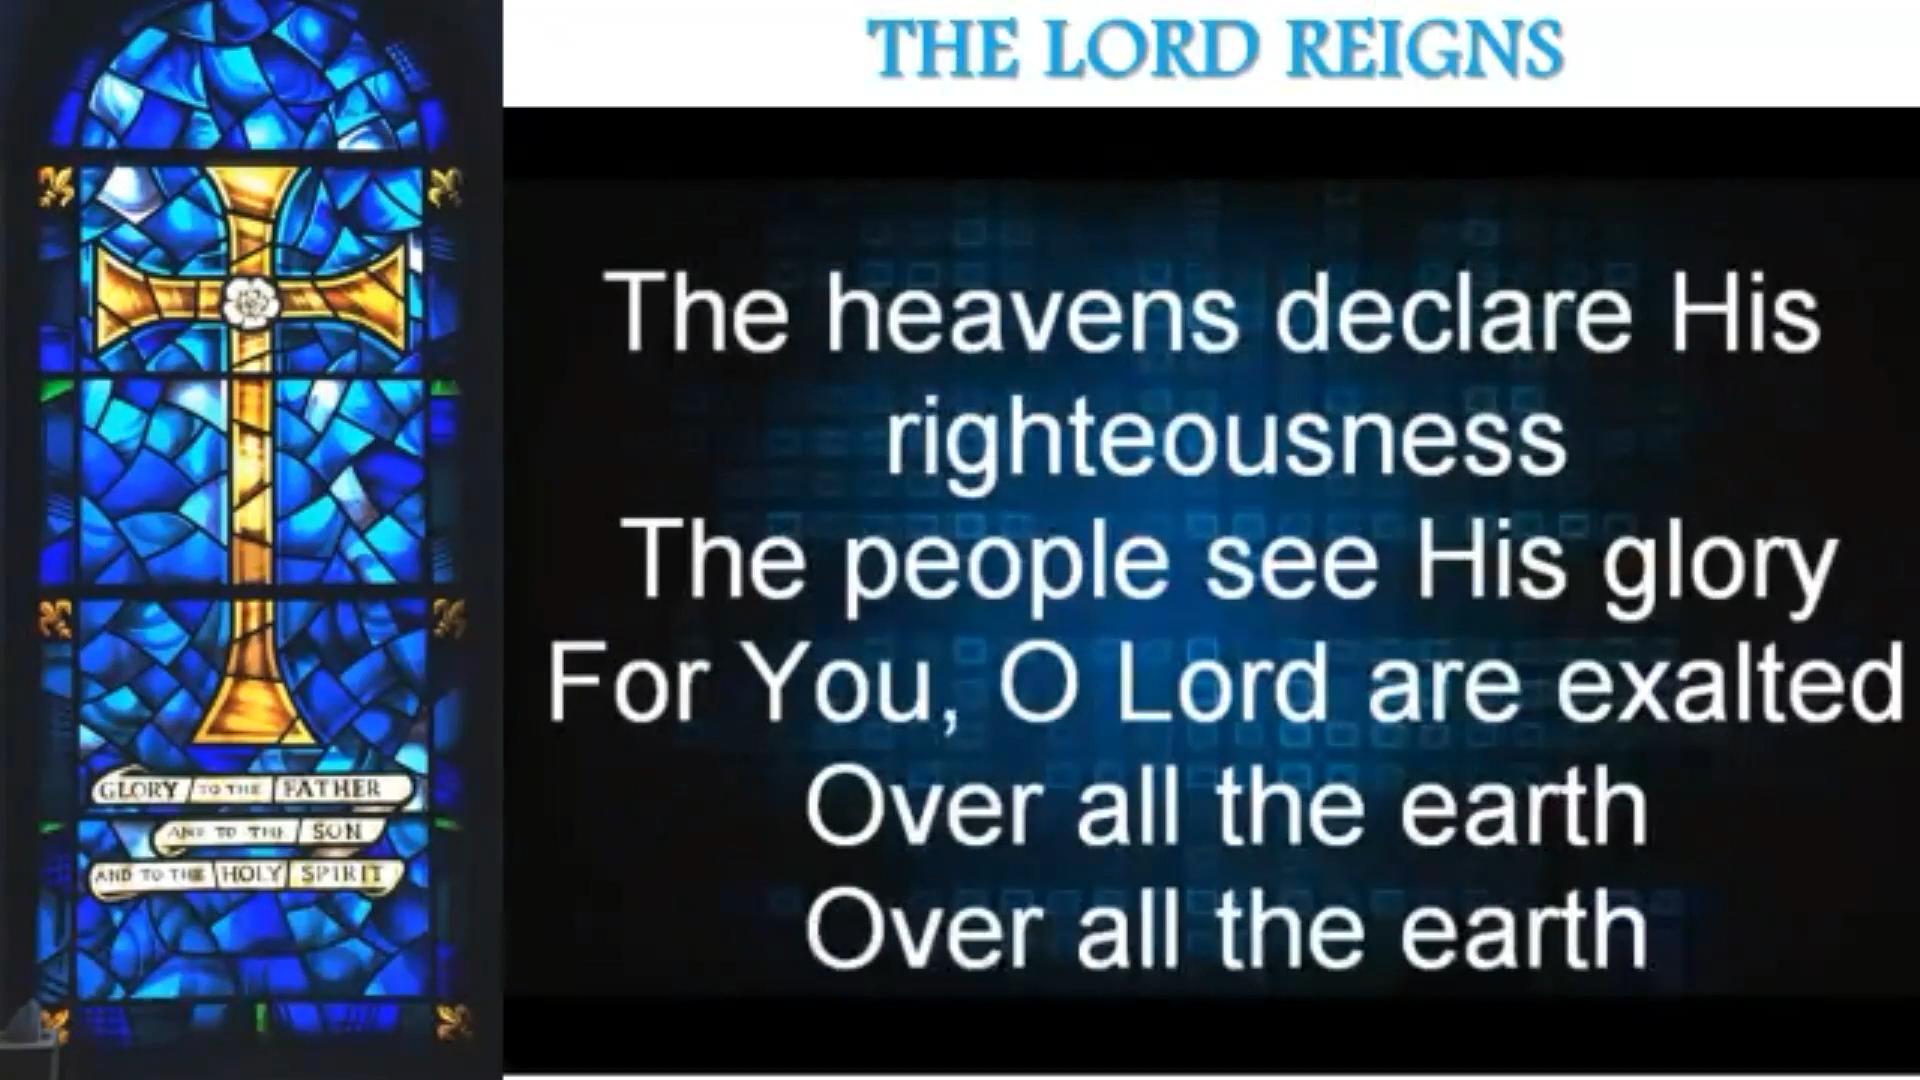 THE LORD REIGNS
The heavens declare His
righteousness
The people see His glory
For You, O Lord are exalted
Over all the earth
Over all the earth
GLORY TO THE FATHER
AND TO THE SON
AND TO THE HOLY SPIRIT